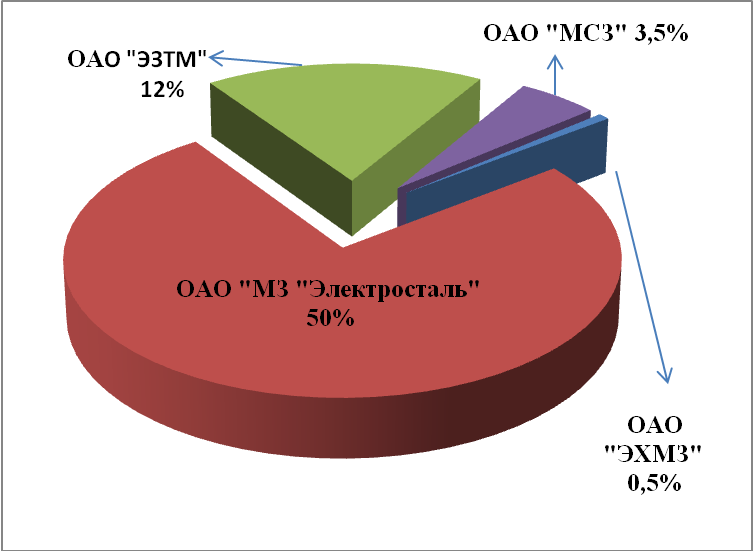 ОАО "МСЗ" 3,5%
ОАО "ЭЗТМ"
12%
ОАО "МЗ "Электросталь"
50%
ОАО
"ЭХМЗ"
0,5%